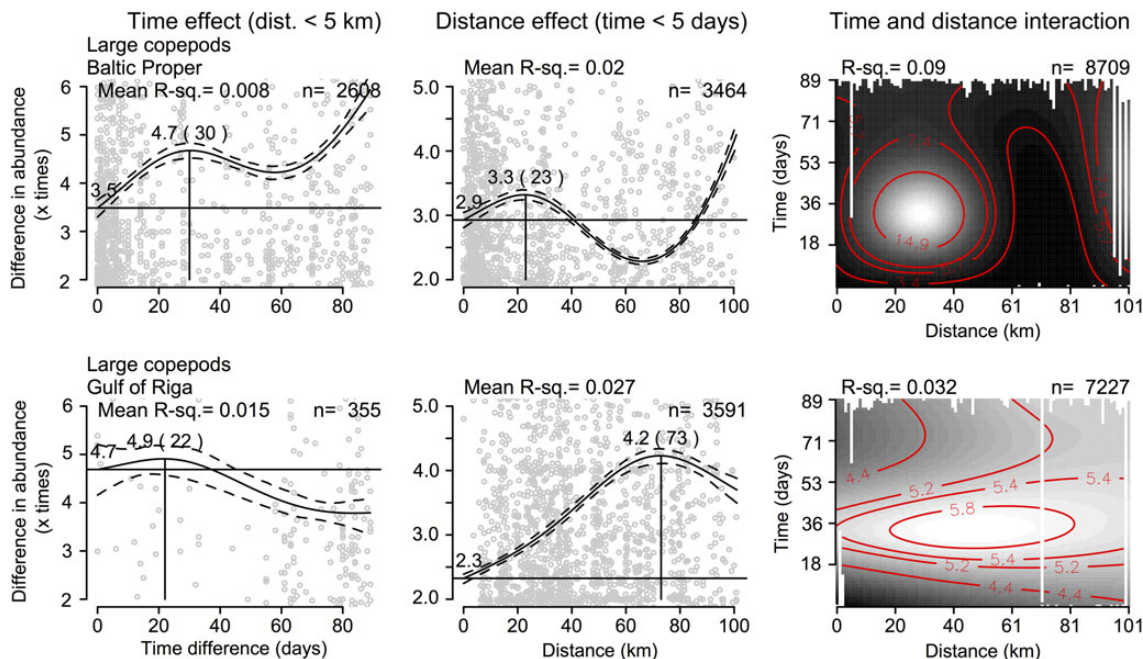 Time effect (dist. < 5 km)
Distance effect (time < 5 days)
Time and distance interaction
Large copepods
Baltic Proper
Mean R-sq.= 0.008 n= 2608
Difference in abundance
(x times)
6
5
4
3
2
3.5
4.7 ( 30 )
0 20 40 60 80
Mean R-sq.= 0.02
n= 3464
5.0
4.0
3.0
2.0
2.9
3.3 ( 23 )
0 20 40 60 80 100
R-sq.= 0.09 n= 8709
Time (days)
89
71
53
36
18
7.4
14.9
0 20 40 61 81 101
Distance (km)
Large copepods
Gulf of Riga
Mean R-sq.= 0.015 n= 355
Difference in abundance
(x times)
6
5
4
3
2
4.7
4.9 ( 22 )
0 20 40 60 80
Time difference (days)
Mean R-sq.= 0.027
n= 3591
5.0
4.0
3.0
2.0
2.3
4.2 ( 73 )
0 20 40 60 80 100
Distance (km)
R-sq.= 0.032 n= 7227
Time (days)
89
71
53
36
18
4.4
5.2
5.4
5.4
5.8
5.4
5.2
5.4
5.2
4.4
4.4
0 20 40 61 81 101
Distance (km)